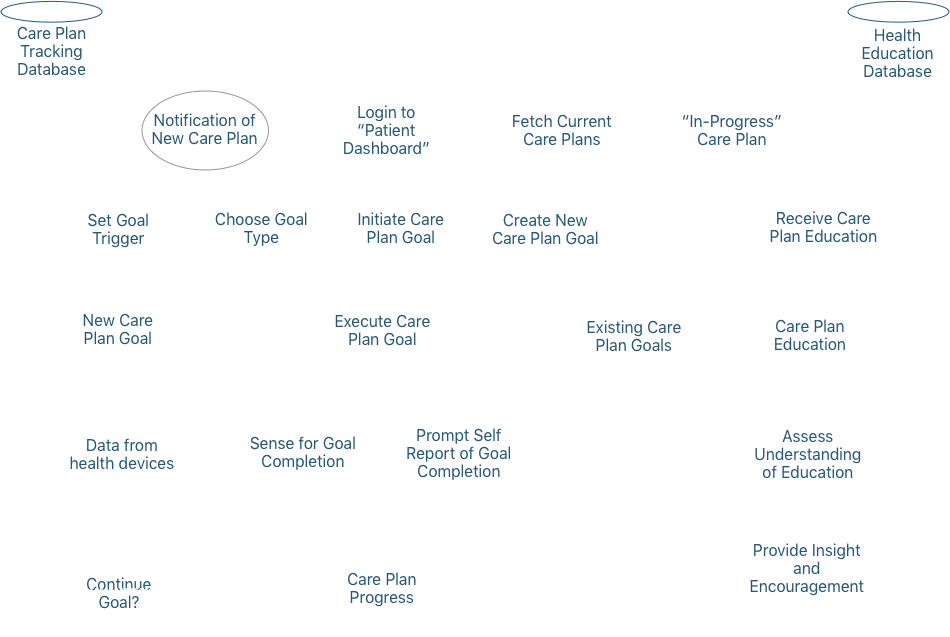 Care Plan
Tracking
Database
Health
Education
Database
Notification of
New Care Plan
Login to
“Patient
Dashboard”
Fetch Current
Care Plans
“In-Progress”
Care Plan
Set Goal
Trigger
Choose Goal
Type
Initiate Care
Plan Goal
Create New
Care Plan Goal
Receive Care
Plan Education
New Care
Plan Goal
Execute Care
Plan Goal
Existing Care
Plan Goals
Care Plan
Education
Data from
health devices
Sense for Goal
Completion
Prompt Self
Report of Goal
Completion
Assess
Understanding
of Education
Continue
Goal?
Care Plan
Progress
Provide Insight
and
Encouragement